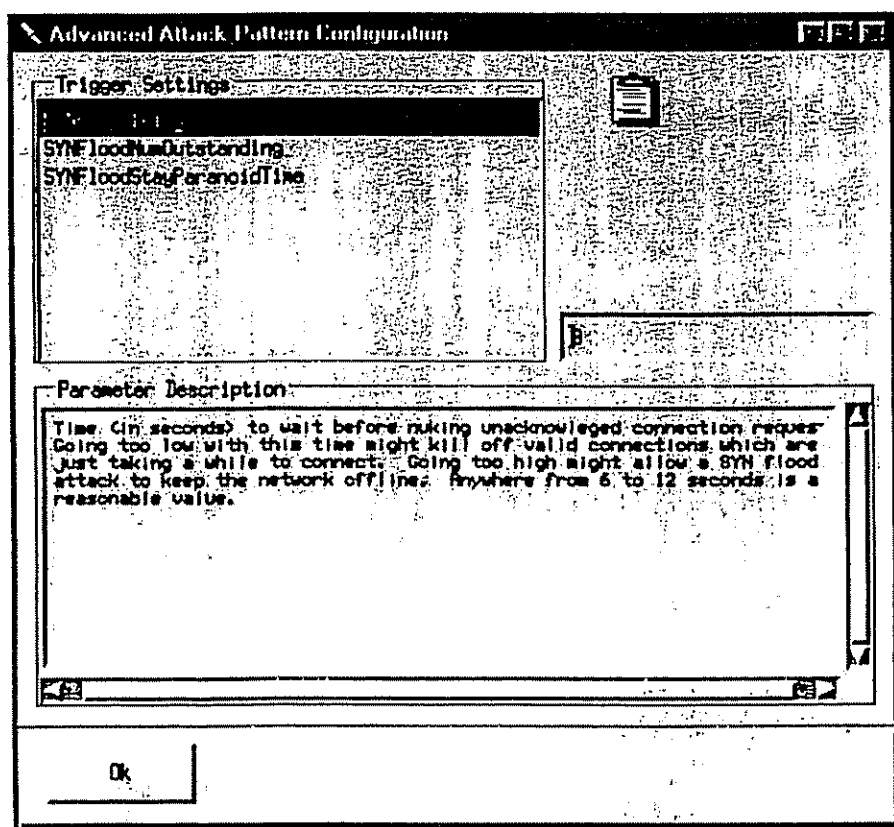 Advanced Attack Pattern Configuration
Trigger Settings
SYNFloodNumOutstanding
SYNFloodStayParanoidTime
Parameter Description
Time (in seconds) to wait before nuking unacknowleged connection reques
Going too low with this time might kill off valid connections which are
just taking a while to connect. Going too high might allow a SYN flood
attack to keep the network offline. Anywhere from 6 to 12 seconds is a
reasonable value.
Ok